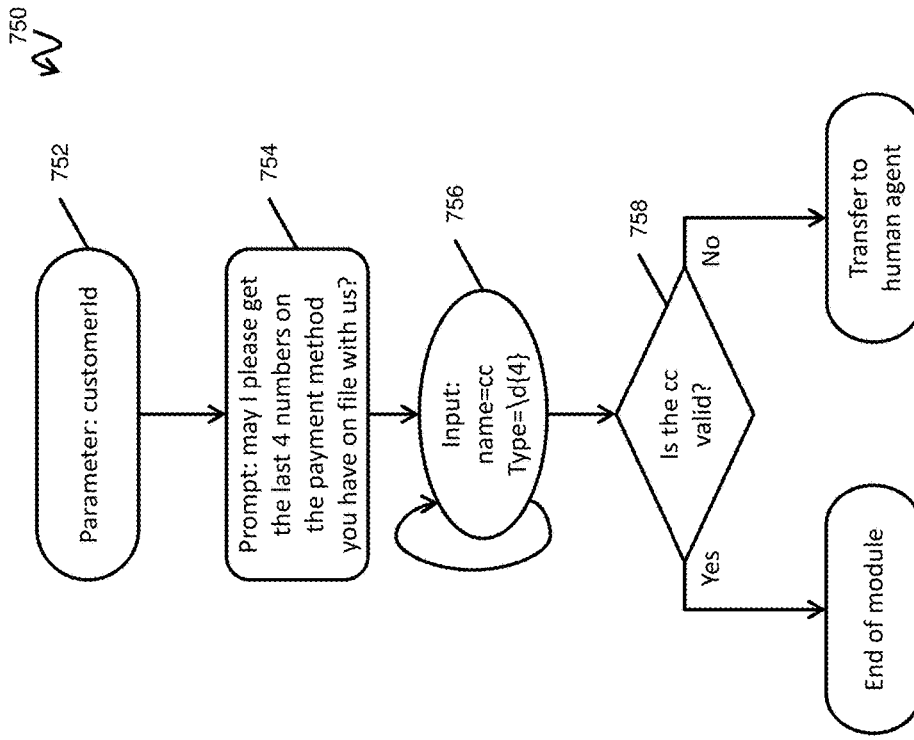 750
752
Parameter: customerId
754
Prompt: may I please get
the last 4 numbers on
the payment method
you have on file with us?
756
Input:
name=cc
Type=\d{4}
758
Is the cc
valid?
Yes
No
End of module
Transfer to
human agent